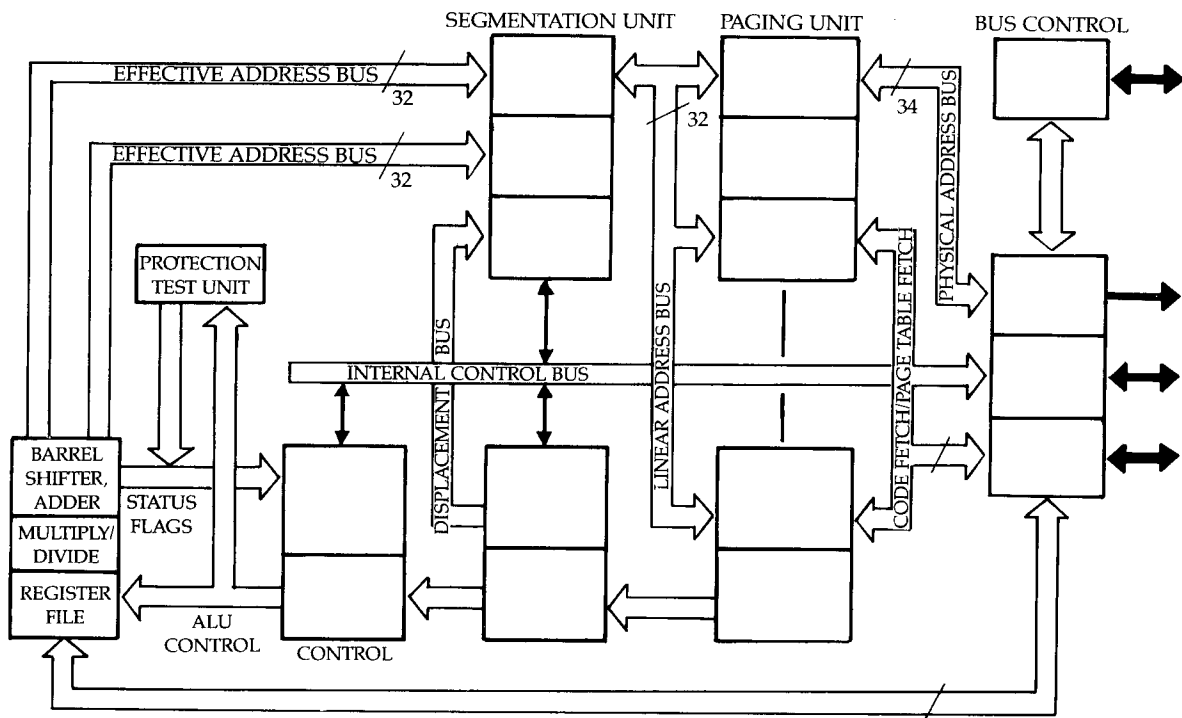 SEGMENTATION UNIT
PAGING UNIT
BUS CONTROL
EFFECTIVE ADDRESS BUS
32
32
34
EFFECTIVE ADDRESS BUS
32
PHYSICAL ADDRESS BUS
PROTECTION
TEST UNIT
DISPLACEMENT BUS
LINEAR ADDRESS BUS
CODE FETCH/PAGE TABLE FETCH
INTERNAL CONTROL BUS
BARREL
SHIFTER,
ADDER
STATUS
FLAGS
MULTIPLY/
DIVIDE
REGISTER
FILE
ALU
CONTROL
CONTROL